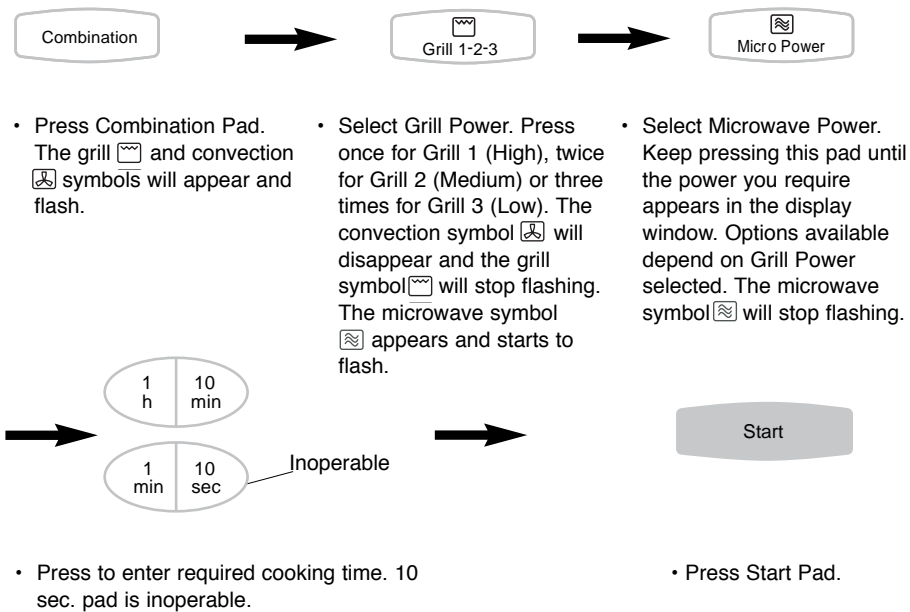 Combination
Grill 1-2-3
Micro Power
• Press Combination Pad.
The grill and convection
symbols will appear and
flash.
• Select Grill Power. Press
once for Grill 1 (High), twice
for Grill 2 (Medium) or three
times for Grill 3 (Low). The
convection symbol will
disappear and the grill
symbol will stop flashing.
The microwave symbol
appears and starts to
flash.
• Select Microwave Power.
Keep pressing this pad until
the power you require
appears in the display
window. Options available
depend on Grill Power
selected. The microwave
symbol will stop flashing.
1 10
h min
1 10
min sec
Inoperable
Start
• Press to enter required cooking time. 10
sec. pad is inoperable.
• Press Start Pad.